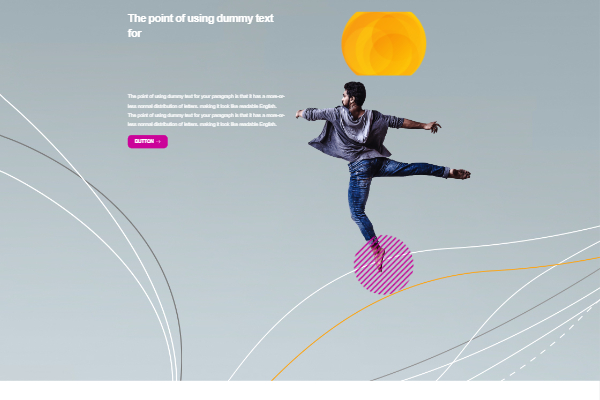 The point of using dummy text
for
The point of using dummy text for your paragraph is that it has a more-or-
less normal distribution of letters. making it look like readable English.
The point of using dummy text for your paragraph is that it has a more-or-
less normal distribution of letters. making it look like readable English.
BUTTON →